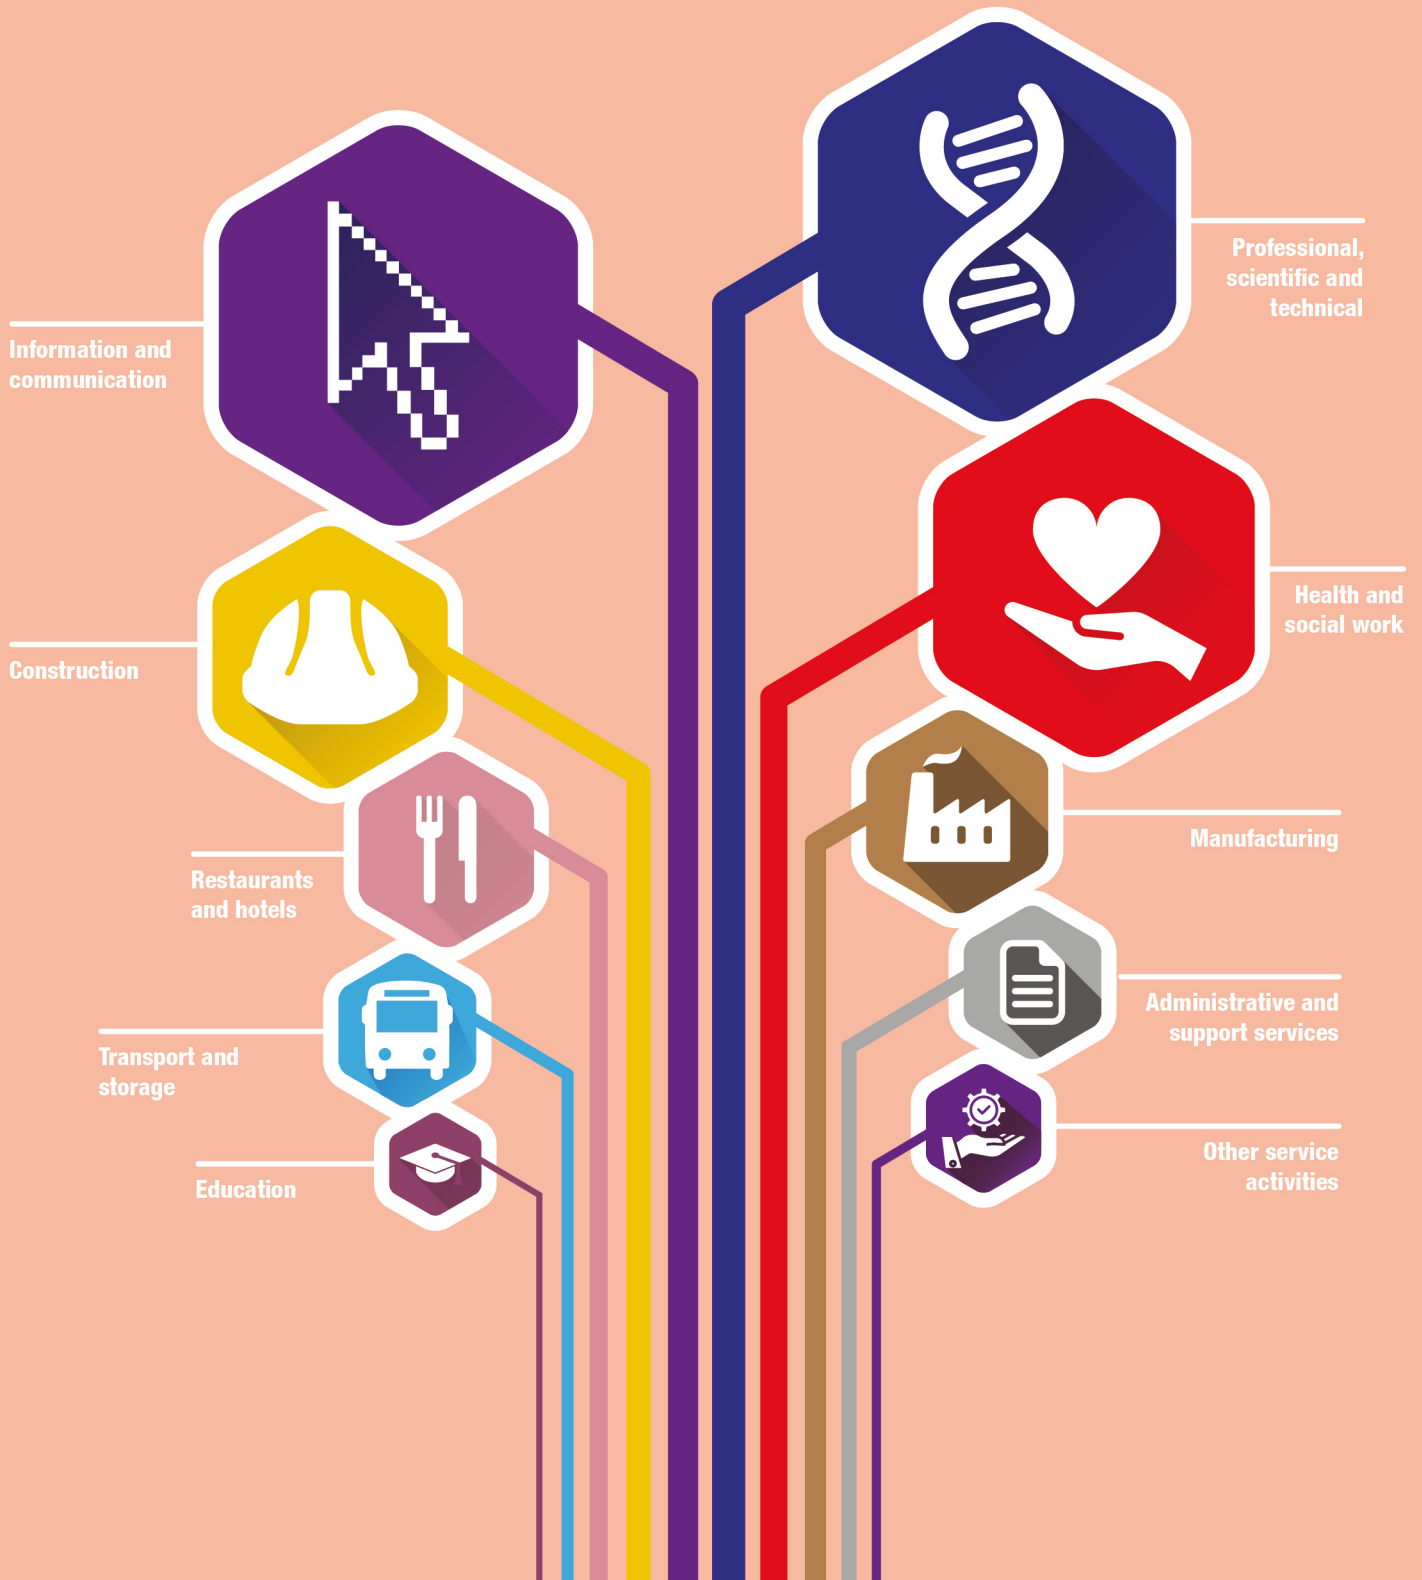 Professional,
scientific and
technical
Information and
communication
Health and
social work
Construction
Manufacturing
Restaurants
and hotels
Administrative and
support services
Transport and
storage
Other service
activities
Education